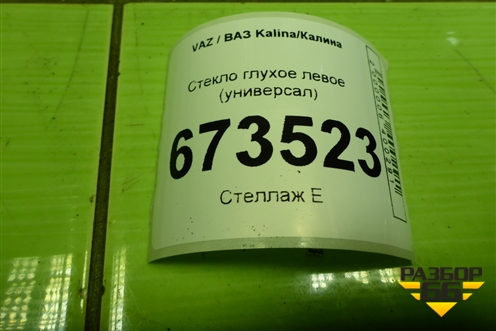 VAZ / ВАЗ Kalina/Калина
Стекло глухое левое
(универсал)
673523
Стеллаж Е
РАЗБОР
66